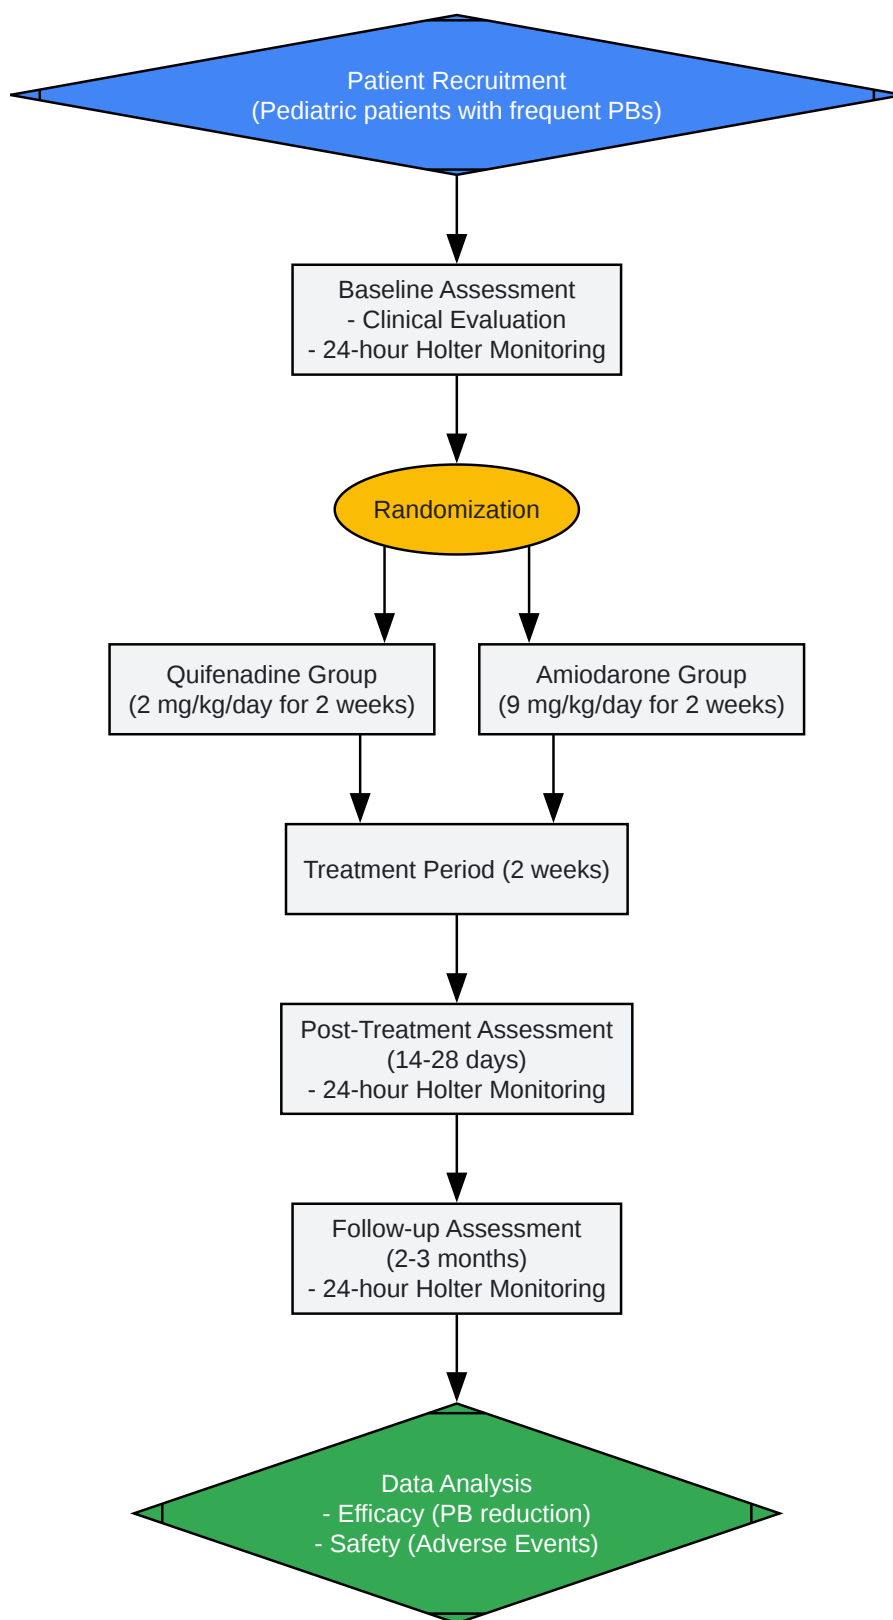 Patient Recruitment
(Pediatric patients with frequent PBs)
Baseline Assessment
- Clinical Evaluation
- 24-hour Holter Monitoring
Randomization
Quifenadine Group
(2 mg/kg/day for 2 weeks)
Amiodarone Group
(9 mg/kg/day for 2 weeks)
Treatment Period (2 weeks)
Post-Treatment Assessment
(14-28 days)
- 24-hour Holter Monitoring
Follow-up Assessment
(2-3 months)
- 24-hour Holter Monitoring
Data Analysis
- Efficacy (PB reduction)
- Safety (Adverse Events)